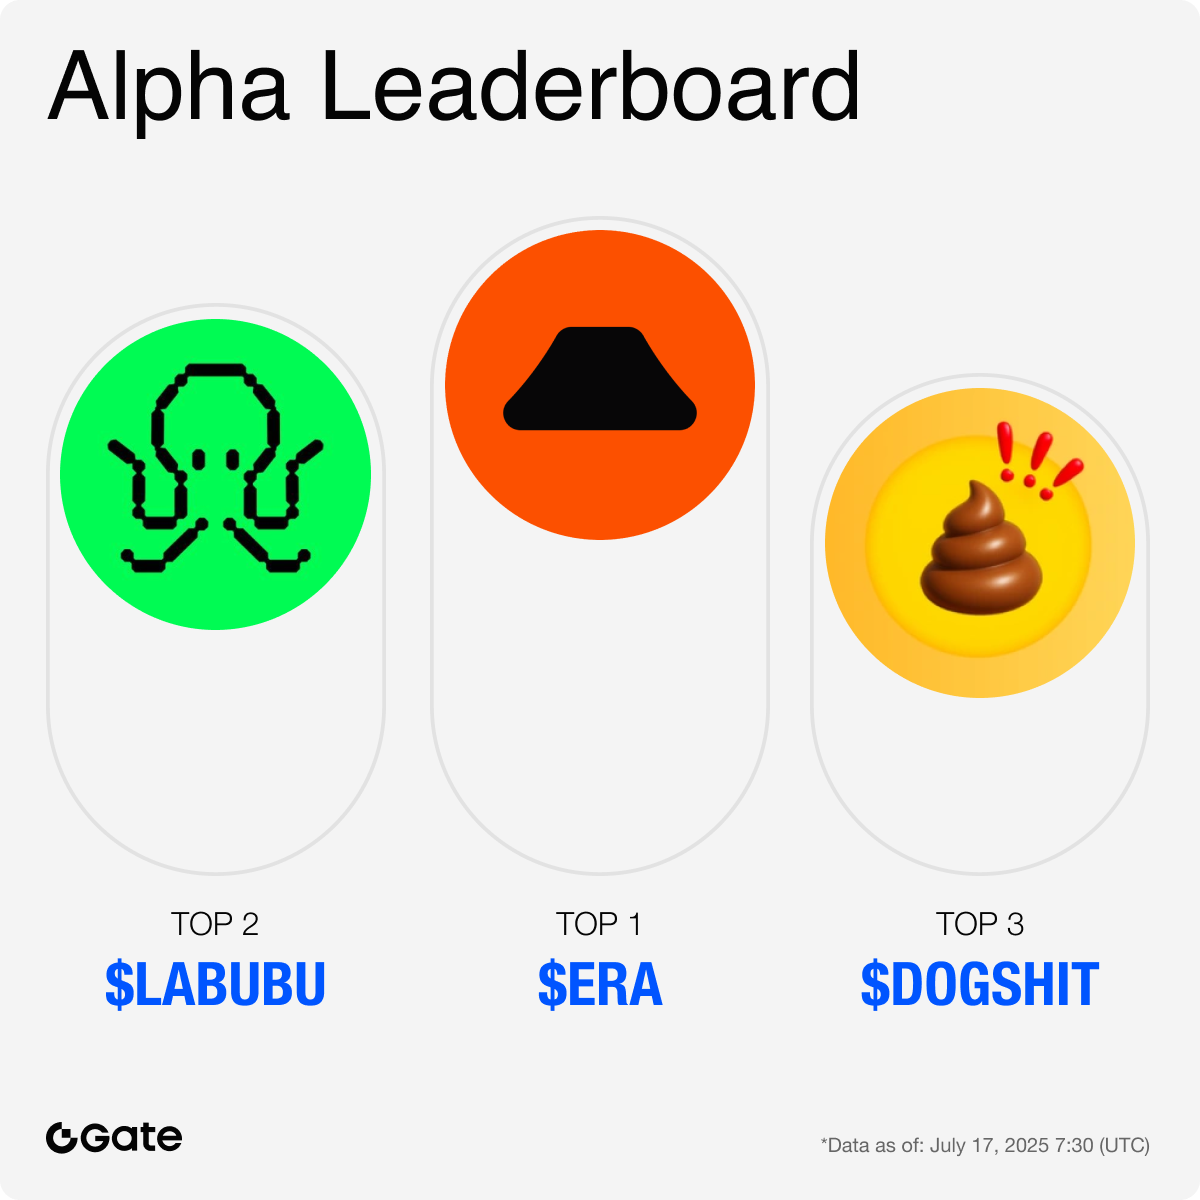 Alpha Leaderboard
TOP 2
$LABUBU
TOP 1
$ERA
TOP 3
$DOGSHIT
Gate
*Data as of: July 17, 2025 7:30 (UTC)